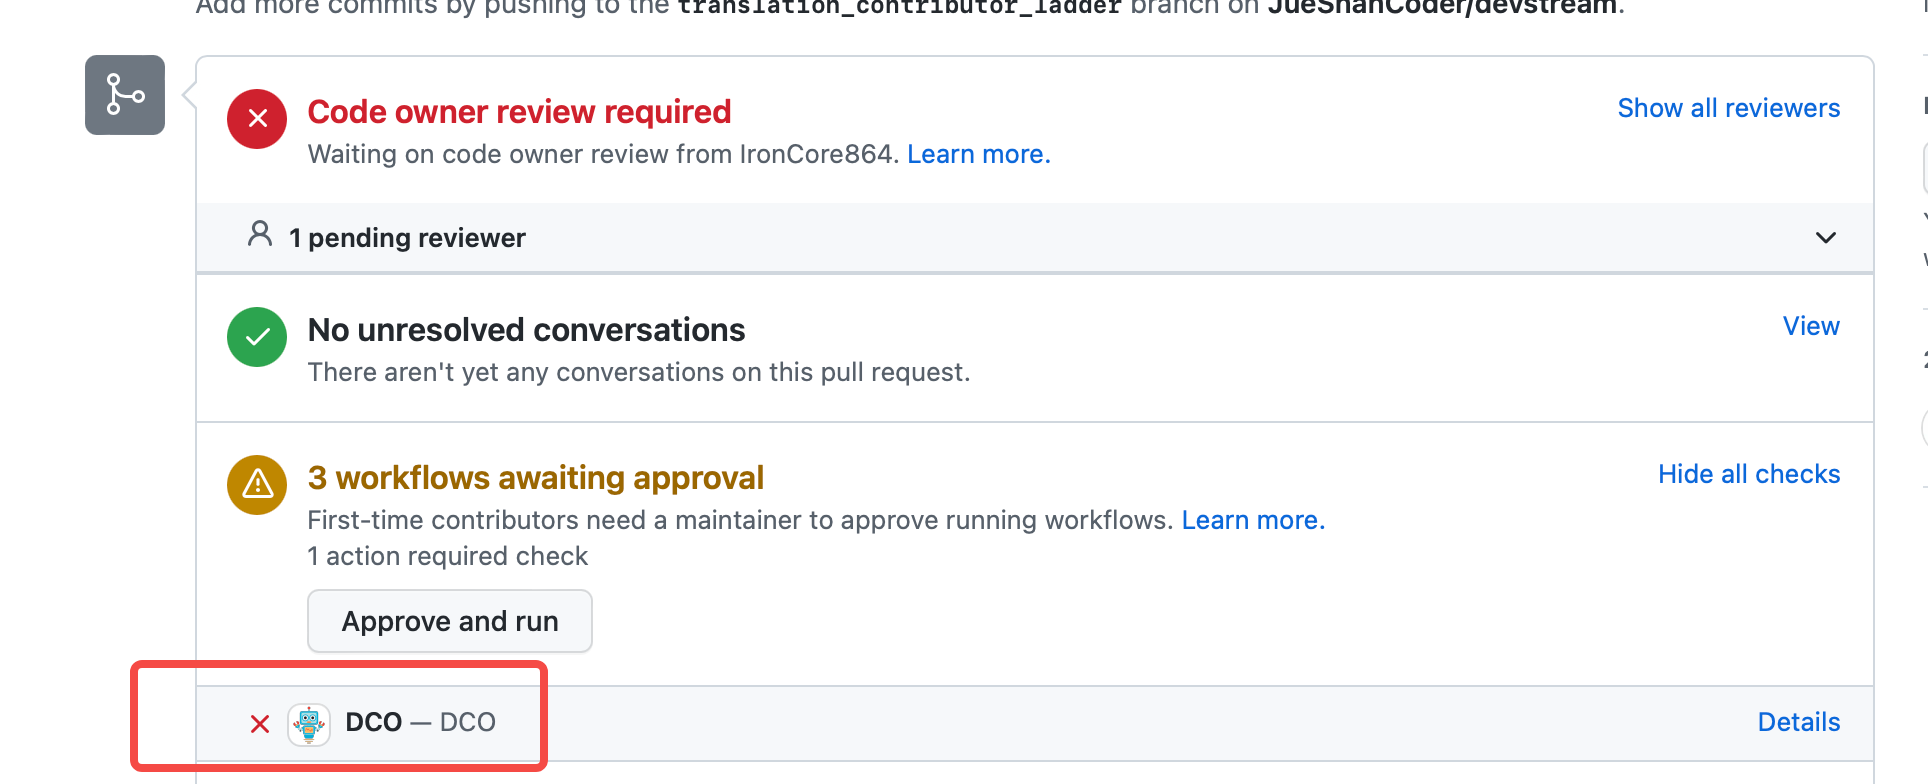 Add more commits by pushing to the translation_contributor_ladder branch on JueShanCoder/devstream.
Code owner review required
Show all reviewers
Waiting on code owner review from IronCore864. Learn more.
1 pending reviewer
No unresolved conversations
View
There aren't yet any conversations on this pull request.
3 workflows awaiting approval
Hide all checks
First-time contributors need a maintainer to approve running workflows. Learn more.
1 action required check
Approve and run
DCO — DCO
Details